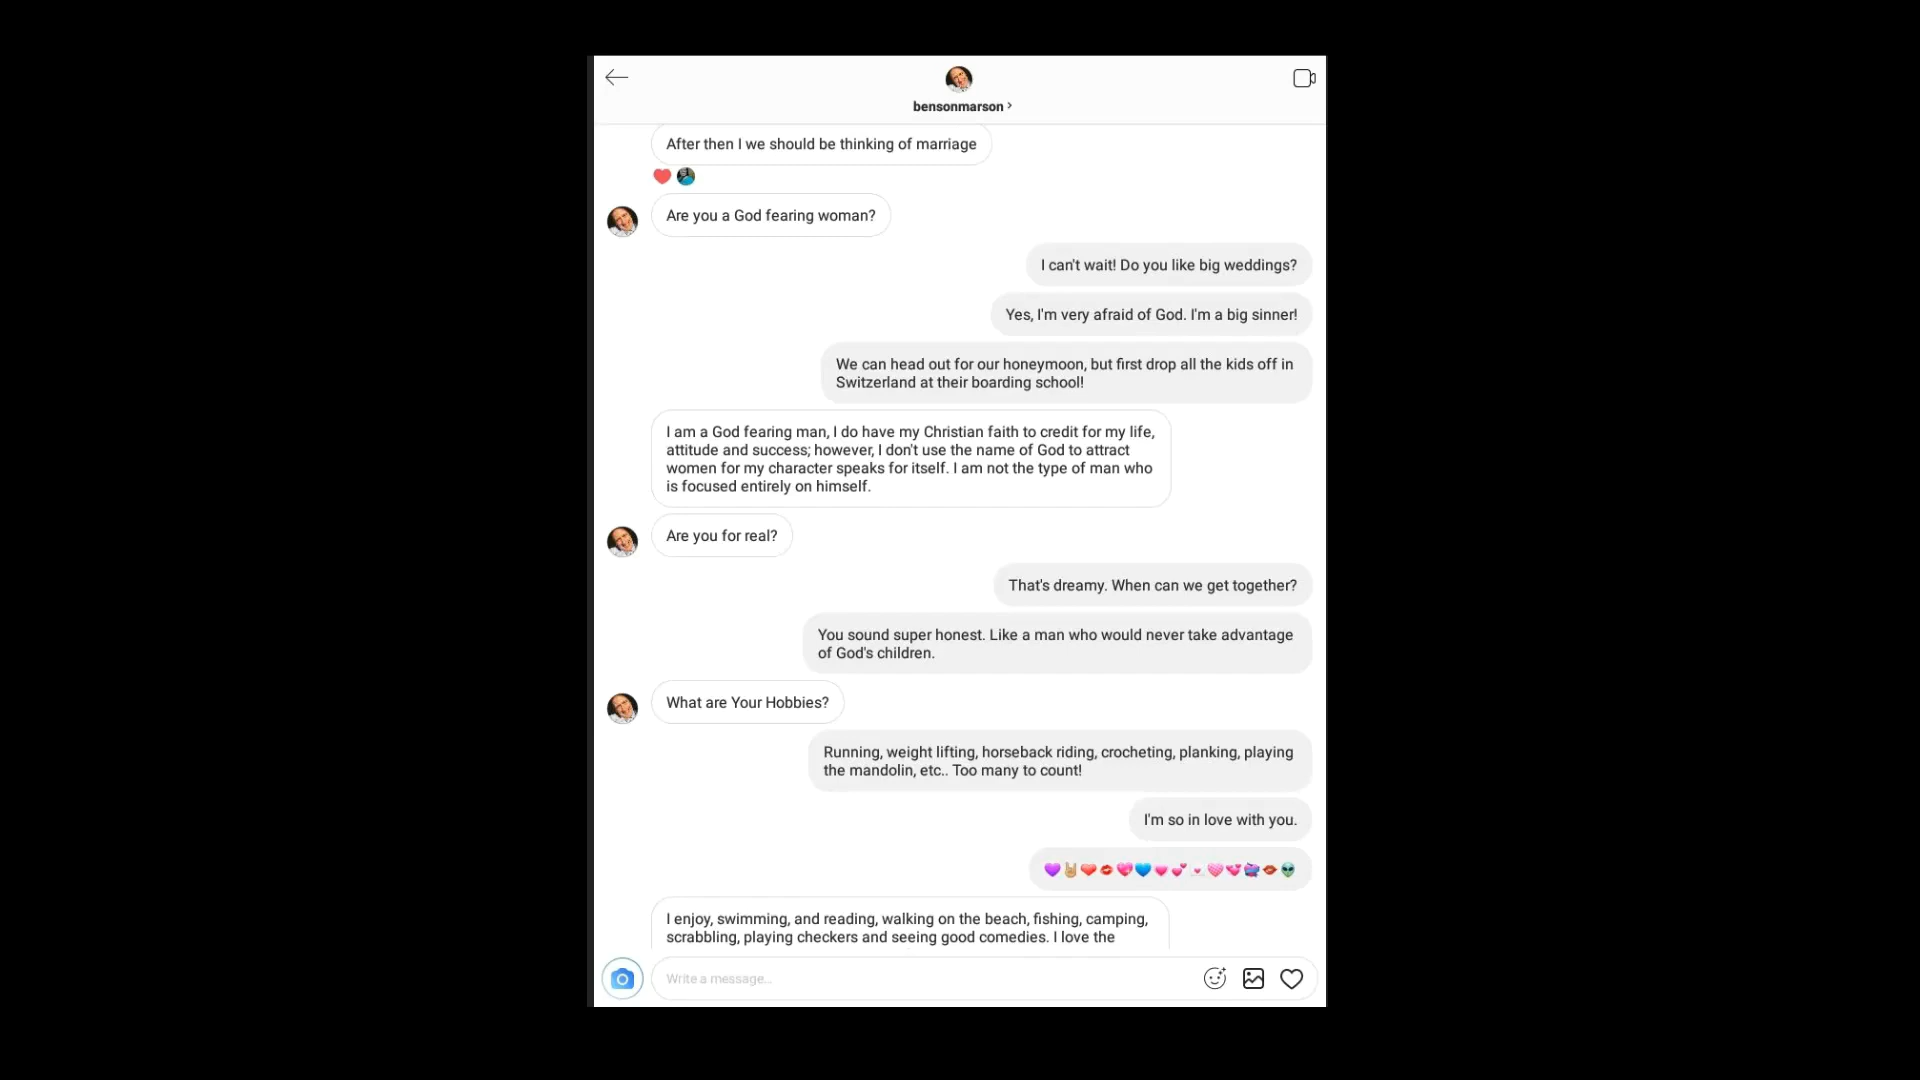 bensonmarson
After then I we should be thinking of marriage
Are you a God fearing woman?
I can't wait! Do you like big weddings?
Yes, I'm very afraid of God. I'm a big sinner!
We can head out for our honeymoon, but first drop all the kids off in
Switzerland at their boarding school!
I am a God fearing man, I do have my Christian faith to credit for my life,
attitude and success; however, I don't use the name of God to attract
women for my character speaks for itself. I am not the type of man who
is focused entirely on himself.
Are you for real?
That's dreamy. When can we get together?
You sound super honest. Like a man who would never take advantage
of God's children.
What are Your Hobbies?
Running, weight lifting, horseback riding, crocheting, planking, playing
the mandolin, etc.. Too many to count!
I'm so in love with you.
I enjoy, swimming, and reading, walking on the beach, fishing, camping,
scrabbling, playing checkers and seeing good comedies. I love the
Write a message...